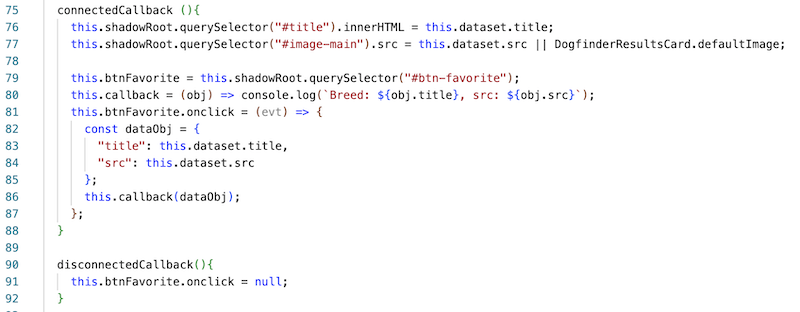 75 connectedCallback (){
76 this.shadowRoot.querySelector("#title").innerHTML = this.dataset.title;
77 this.shadowRoot.querySelector("#image-main").src = this.dataset.src || DogfinderResultsCard.defaultImage;
78
79 this.btnFavorite = this.shadowRoot.querySelector("#btn-favorite");
80 this.callback = (obj) => console.log(`Breed: ${obj.title}, src: ${obj.src}`);
81 this.btnFavorite.onclick = (evt) => {
82 const dataObj = {
83 "title": this.dataset.title,
84 "src": this.dataset.src
85 };
86 this.callback(dataObj);
87 };
88 }
89
90 disconnectedCallback(){
91 this.btnFavorite.onclick = null;
92 }